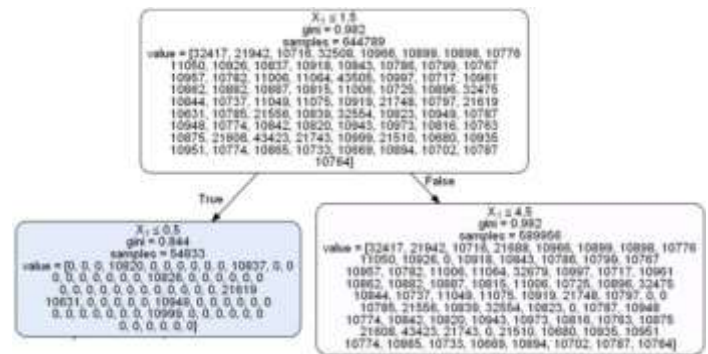 X₁ ≤ 1.5
gini = 0.982
samples = 644789
value = [32417, 21942, 10716, 32508, 10966, 10899, 10898, 10776
11050, 10926, 10837, 10918, 10843, 10786, 10799, 10767
10957, 10782, 11006, 11064, 43505, 10997, 10717, 10961
10862, 10882, 10887, 10815, 11006, 10725, 10896, 32475
10844, 10737, 11049, 11075, 10919, 21748, 10797, 21619
10631, 10785, 21556, 10839, 32554, 10823, 10949, 10787
10948, 10774, 10842, 10820, 10943, 10973, 10816, 10763
10875, 21608, 43423, 21743, 10999, 21510, 10680, 10935
10951, 10774, 10865, 10733, 10669, 10894, 10702, 10787
10764]
True
False
X₁ ≤ 0.5
gini = 0.844
samples = 54833
value = [0, 0, 0, 10820, 0, 0, 0, 0, 0, 0, 10837, 0, 0
0, 0, 0, 0, 0, 0, 10826, 0, 0, 0, 0, 0, 0
0, 0, 0, 0, 0, 0, 0, 0, 0, 0, 0, 21619
10631, 0, 0, 0, 0, 0, 10949, 0, 0, 0, 0, 0, 0
0, 0, 0, 0, 0, 0, 0, 10999, 0, 0, 0, 0, 0, 0
0, 0, 0, 0, 0, 0]
X₁ ≤ 4.5
gini = 0.982
samples = 589956
value = [32417, 21942, 10716, 21688, 10966, 10899, 10898, 10776
11050, 10926, 0, 10918, 10843, 10786, 10799, 10767
10957, 10782, 11006, 11064, 32679, 10997, 10717, 10961
10862, 10882, 10887, 10815, 11006, 10725, 10896, 32475
10844, 10737, 11049, 11075, 10919, 21748, 10797, 0, 0
10785, 21556, 10839, 32554, 10823, 0, 10787, 10948
10774, 10842, 10820, 10943, 10973, 10816, 10763, 10875
21608, 43423, 21743, 0, 21510, 10680, 10935, 10951
10774, 10865, 10733, 10669, 10894, 10702, 10787, 10764]